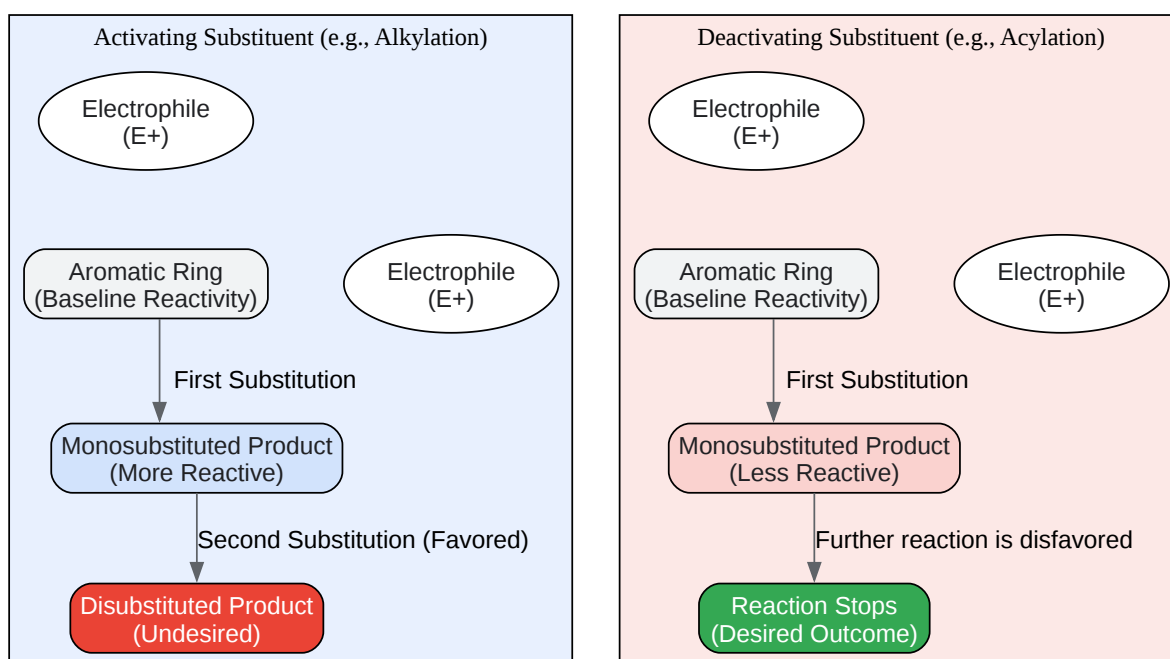 Activating Substituent (e.g., Alkylation)
Electrophile
(E+)
Electrophile
(E+)
Aromatic Ring
(Baseline Reactivity)
First Substitution
Monosubstituted Product
(More Reactive)
Second Substitution (Favored)
Disubstituted Product
(Undesired)
Deactivating Substituent (e.g., Acylation)
Electrophile
(E+)
Electrophile
(E+)
Aromatic Ring
(Baseline Reactivity)
First Substitution
Monosubstituted Product
(Less Reactive)
Further reaction is disfavored
Reaction Stops
(Desired Outcome)